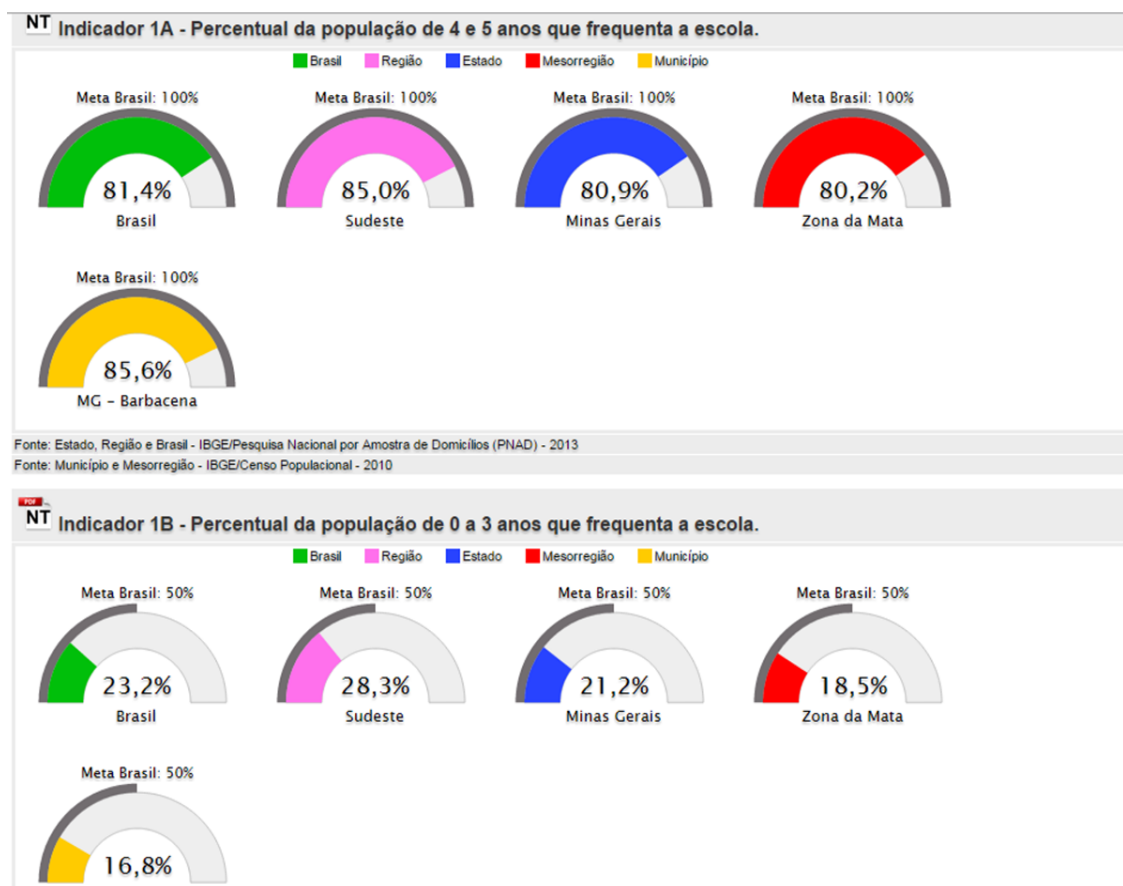 NT Indicador 1A - Percentual da população de 4 e 5 anos que frequenta a escola.
Brasil Região Estado Mesorregião Município
Meta Brasil: 100% Meta Brasil: 100% Meta Brasil: 100% Meta Brasil: 100%
81,4% 85,0% 80,9% 80,2%
Brasil Sudeste Minas Gerais Zona da Mata
Meta Brasil: 100%
85,6%
MG - Barbacena
Fonte: Estado, Região e Brasil - IBGE/Pesquisa Nacional por Amostra de Domicílios (PNAD) - 2013
Fonte: Município e Mesorregião - IBGE/Censo Populacional - 2010
PDF
NT Indicador 1B - Percentual da população de 0 a 3 anos que frequenta a escola.
Brasil Região Estado Mesorregião Município
Meta Brasil: 50% Meta Brasil: 50% Meta Brasil: 50% Meta Brasil: 50%
23,2% 28,3% 21,2% 18,5%
Brasil Sudeste Minas Gerais Zona da Mata
Meta Brasil: 50%
16,8%